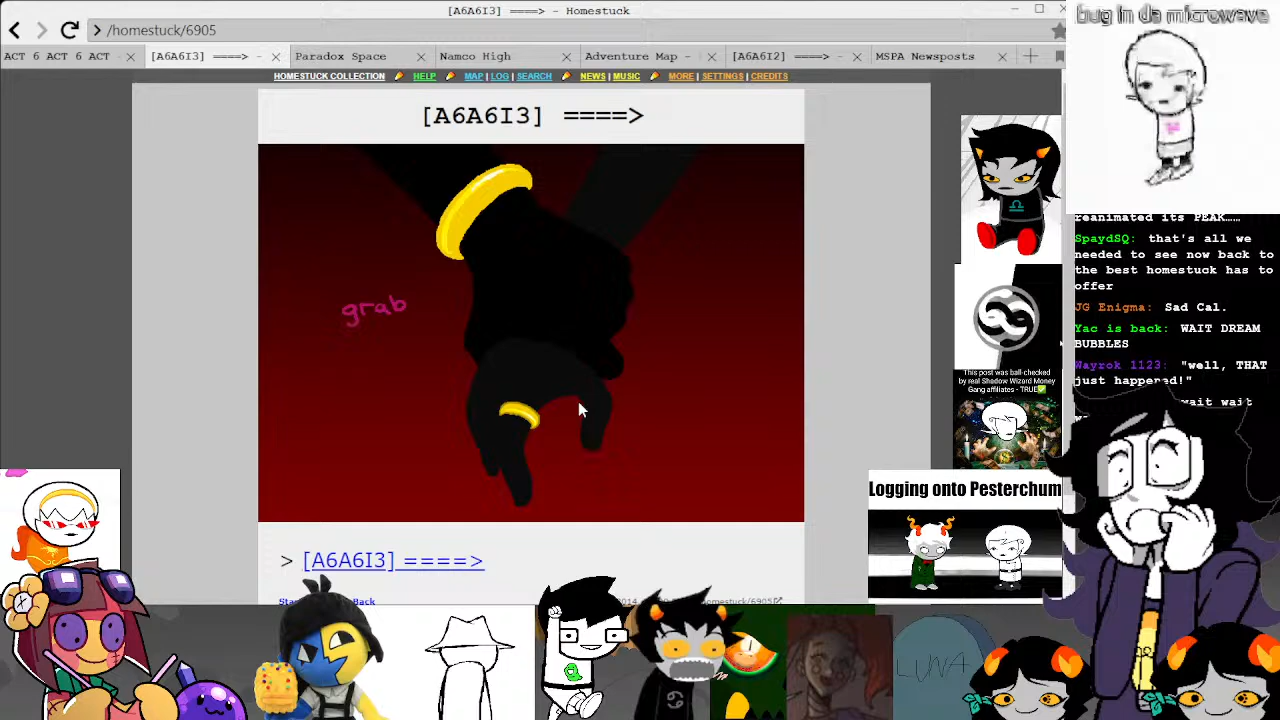 [A6A6I3] ====> - Homestuck
bug in da microwave
/homestuck/6905
ACT 6 ACT 6 ACT
[A6A6I3] ====> -
Paradox Space
Namco High
Adventure Map -
[A6A6I2] ====> -
MSPA Newsposts
HOMESTUCK COLLECTION HELP MAP | LOG | SEARCH NEWS | MUSIC MORE | SETTINGS | CREDITS
[A6A6I3] ====>
grab
> [A6A6I3] ====>
Back
reanimated its PEAK……
SpaydSQ: that's all we
needed to see now back to
the best homestuck has to
offer
JG Enigma: Sad Cal.
Yac is back: WAIT DREAM
BUBBLES
Wayrok 1123: "well, THAT
just happened!"
wait wait
This post was ball-checked
by real Shadow Wizard Money
Gang affiliates - TRUE✅
Logging onto Pesterchum
LUNA